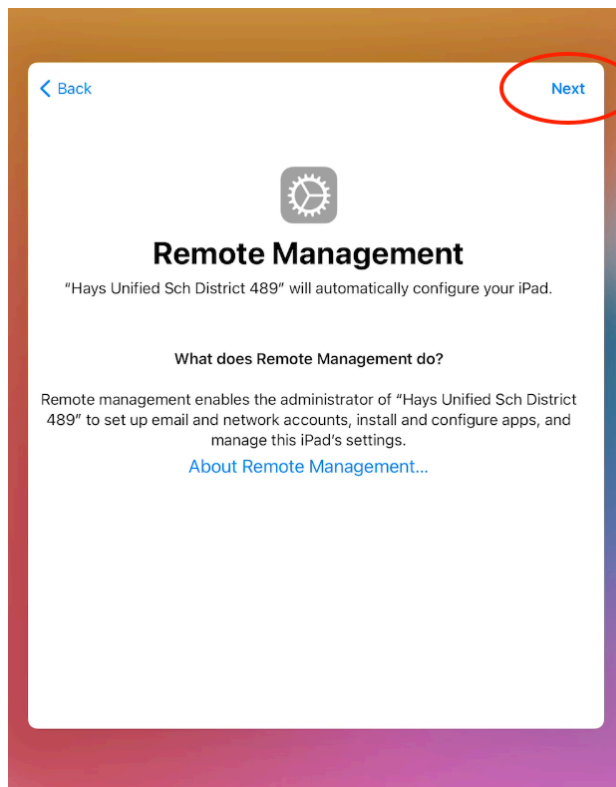 Back
Next
Remote Management
“Hays Unified Sch District 489” will automatically configure your iPad.
What does Remote Management do?
Remote management enables the administrator of “Hays Unified Sch District
489” to set up email and network accounts, install and configure apps, and
manage this iPad’s settings.
About Remote Management...